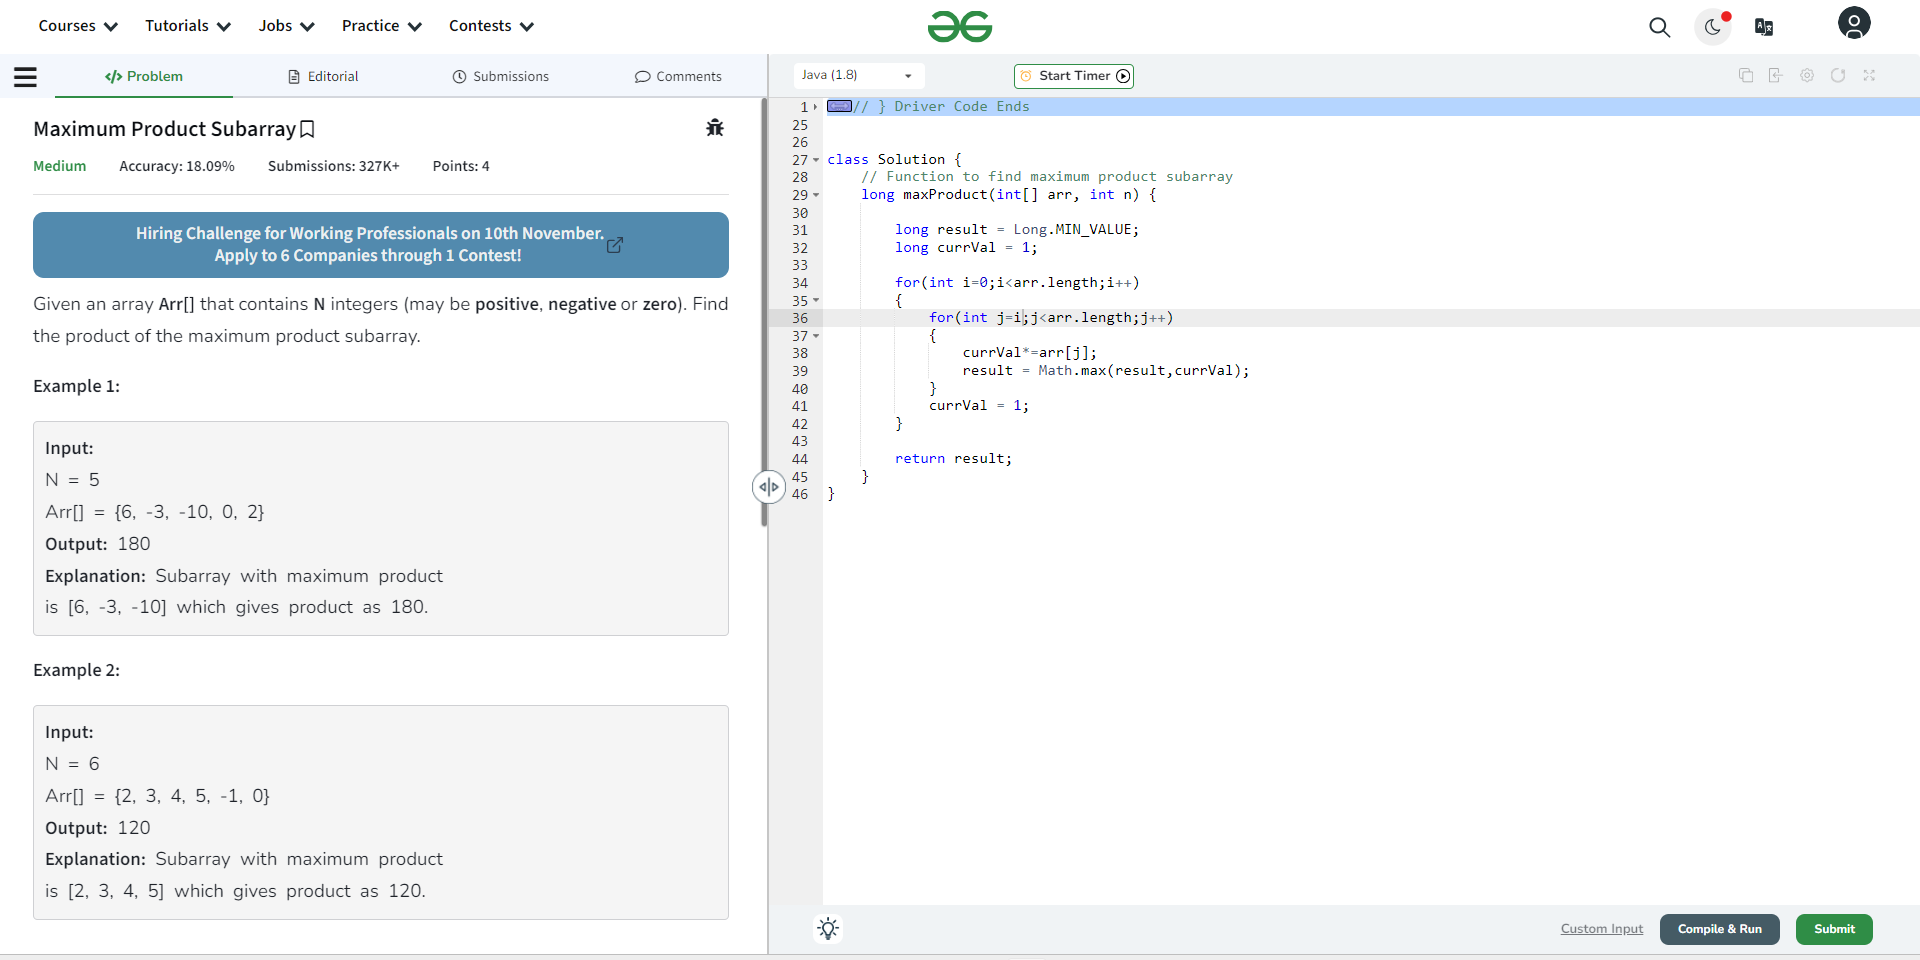 Courses Tutorials Jobs Practice Contests
Problem Editorial Submissions Comments
Java (1.8) Start Timer
Maximum Product Subarray
Medium Accuracy: 18.09% Submissions: 327K+ Points: 4
Hiring Challenge for Working Professionals on 10th November.
Apply to 6 Companies through 1 Contest!
Given an array Arr[] that contains N integers (may be positive, negative or zero). Find
the product of the maximum product subarray.
Example 1:
Input:
N = 5
Arr[] = {6, -3, -10, 0, 2}
Output: 180
Explanation: Subarray with maximum product
is [6, -3, -10] which gives product as 180.
Example 2:
Input:
N = 6
Arr[] = {2, 3, 4, 5, -1, 0}
Output: 120
Explanation: Subarray with maximum product
is [2, 3, 4, 5] which gives product as 120.
1 // } Driver Code Ends
25
26
27 class Solution {
28 // Function to find maximum product subarray
29 long maxProduct(int[] arr, int n) {
30
31 long result = Long.MIN_VALUE;
32 long currVal = 1;
33
34 for(int i=0;i<arr.length;i++)
35 {
36 for(int j=i;j<arr.length;j++)
37 {
38 currVal*=arr[j];
39 result = Math.max(result,currVal);
40 }
41 currVal = 1;
42 }
43
44 return result;
45 }
46 }
Custom Input Compile & Run Submit